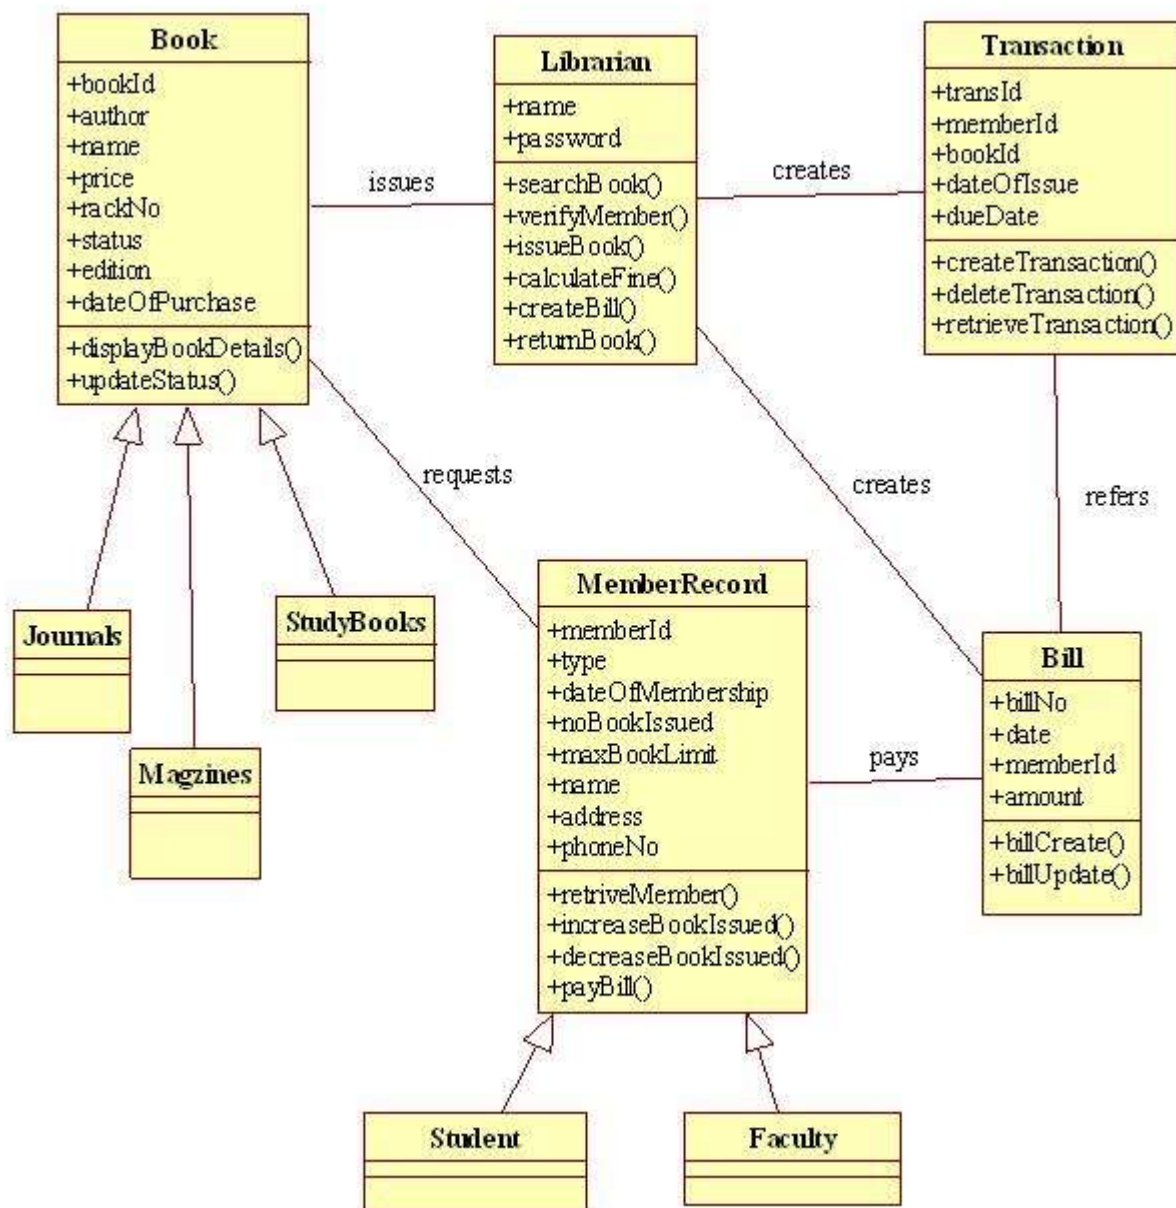 Book
+bookId
+author
+name
+price
+rackNo
+status
+edition
+dateOfPurchase
+displayBookDetails()
+updateStatus()
issues
Librarian
+name
+password
+searchBook()
+verifyMember()
+issueBook()
+calculateFine()
+createBill()
+returnBook()
creates
Transaction
+transId
+memberId
+bookId
+dateOfIssue
+dueDate
+createTransaction()
+deleteTransaction()
+retrieveTransaction()
requests
creates
refers
Journals
Magzines
StudyBooks
MemberRecord
+memberId
+type
+dateOfMembership
+noBookIssued
+maxBookLimit
+name
+address
+phoneNo
+retriveMember()
+increaseBookIssued()
+decreaseBookIssued()
+payBill()
pays
Bill
+billNo
+date
+memberId
+amount
+billCreate()
+billUpdate()
Student
Faculty